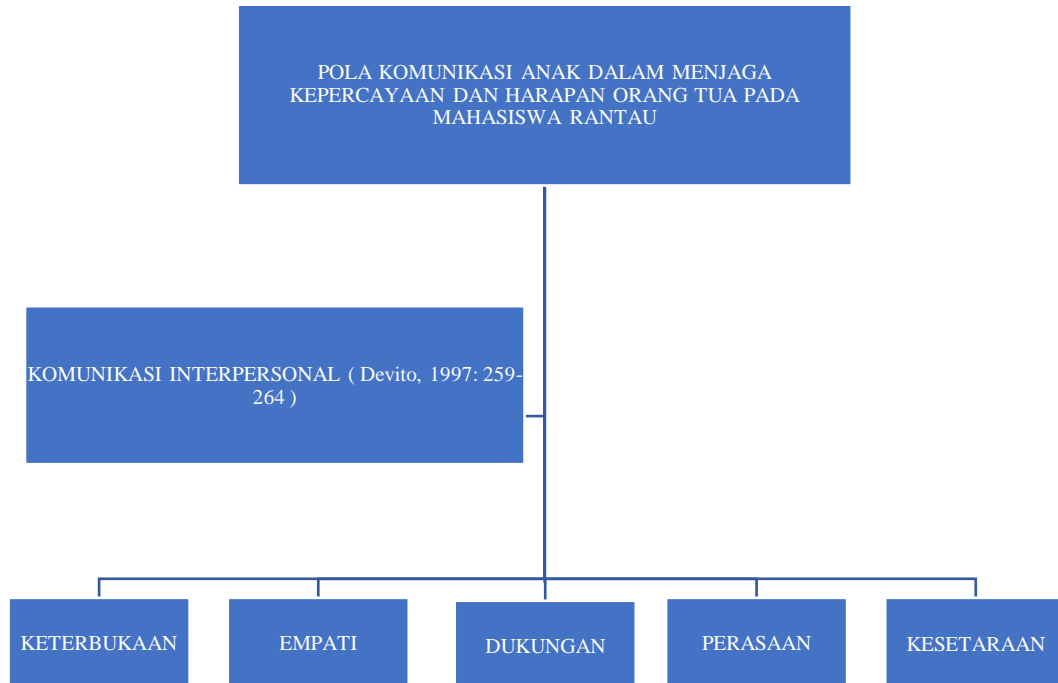 POLA KOMUNIKASI ANAK DALAM MENJAGA
KEPERCAYAAN DAN HARAPAN ORANG TUA PADA
MAHASISWA RANTAU
KOMUNIKASI INTERPERSONAL ( Devito, 1997: 259-
264 )
KETERBUKAAN
EMPATI
DUKUNGAN
PERASAAN
KESETARAAN